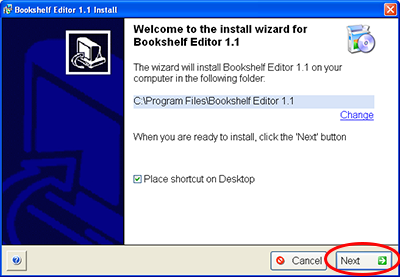 Bookshelf Editor 1.1 Install
Welcome to the install wizard for
Bookshelf Editor 1.1
The wizard will install Bookshelf Editor 1.1 on your
computer in the following folder:
C:\Program Files\Bookshelf Editor 1.1
Change
When you are ready to install, click the 'Next' button
Place shortcut on Desktop
? Cancel Next